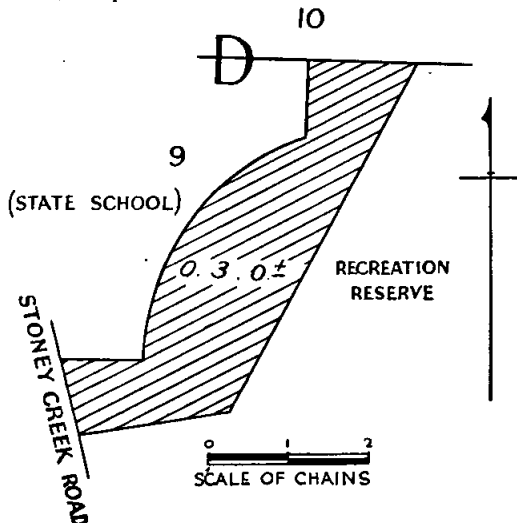 10
D
9
(STATE SCHOOL)
0. 3. 0.±
RECREATION
RESERVE
STONEY CREEK ROAD
0 1 2
SCALE OF CHAINS